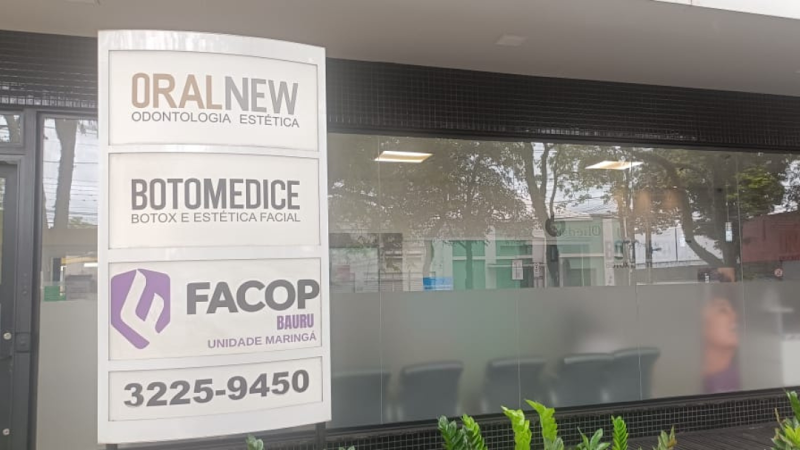 ORALNEW
ODONTOLOGIA ESTÉTICA
BOTOMEDICE
BOTOX E ESTÉTICA FACIAL
FACOP
BAURU
UNIDADE MARINGÁ
3225-9450